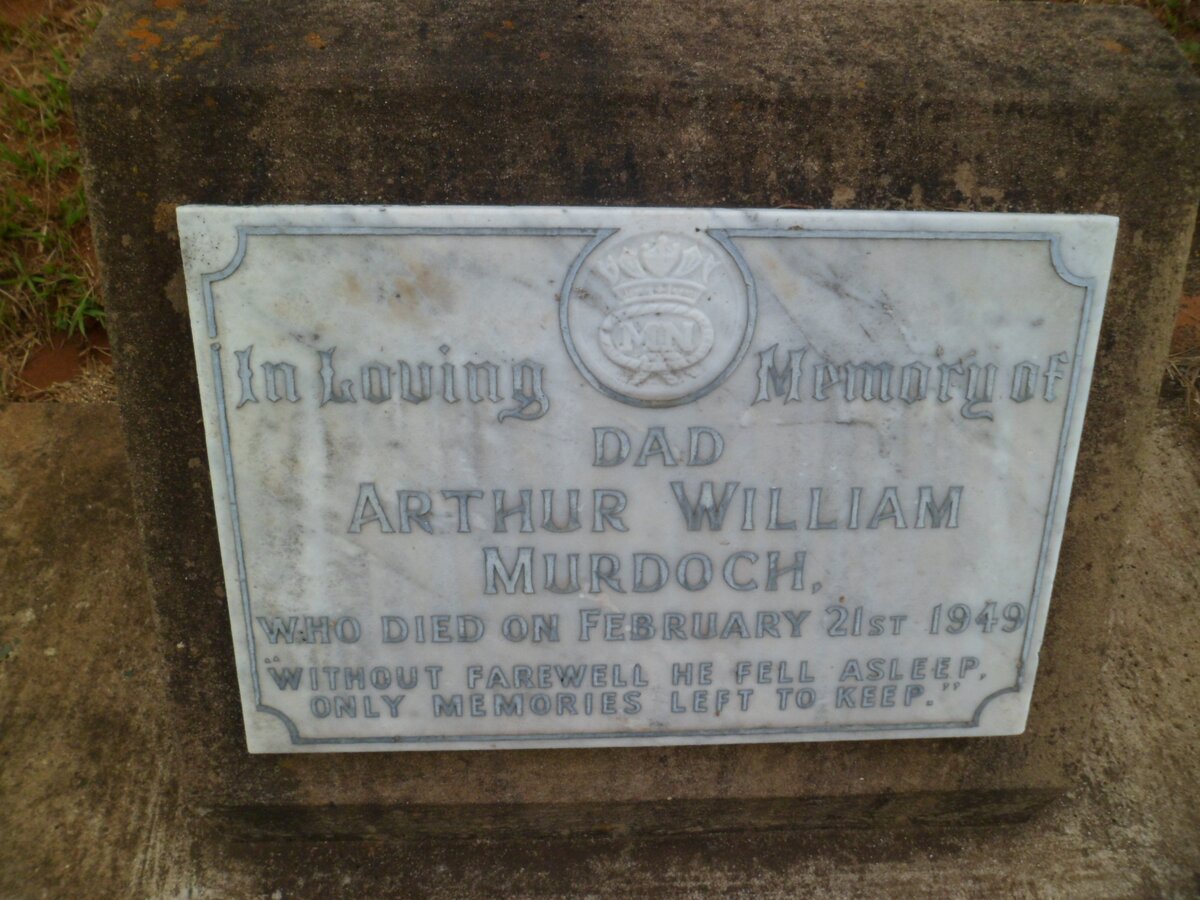 MN
In Loving Memory of
DAD
ARTHUR WILLIAM
MURDOCH,
WHO DIED ON FEBRUARY 21ST 1949
"WITHOUT FAREWELL HE FELL ASLEEP,
ONLY MEMORIES LEFT TO KEEP."